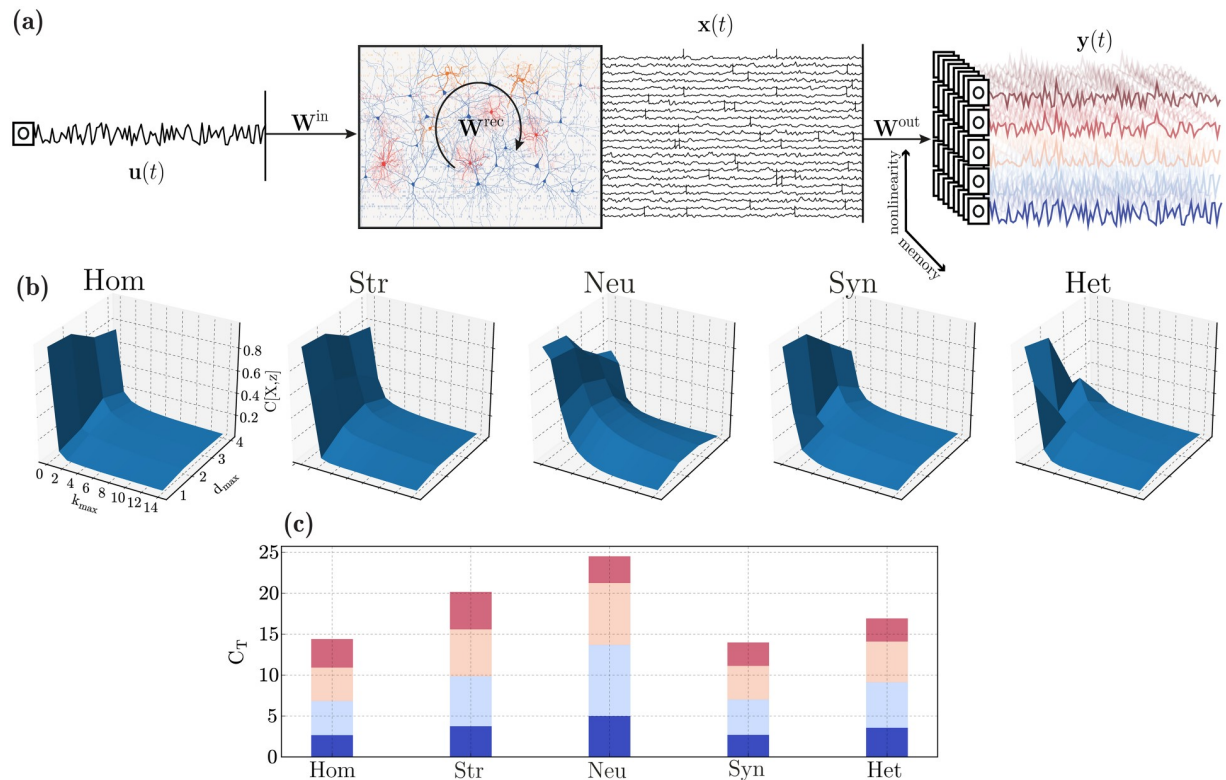 (a)
x(t)
y(t)
W^in
W^rec
W^out
u(t)
nonlinearity
memory
(b)
Hom
Str
Neu
Syn
Het
0.8
0.6
0.4
0.2
C[X,z]
0 2 4 6 8 10 12 14
k_max
1 2 3 4
d_max
(c)
25
20
15
10
5
0
C_T
Hom Str Neu Syn Het